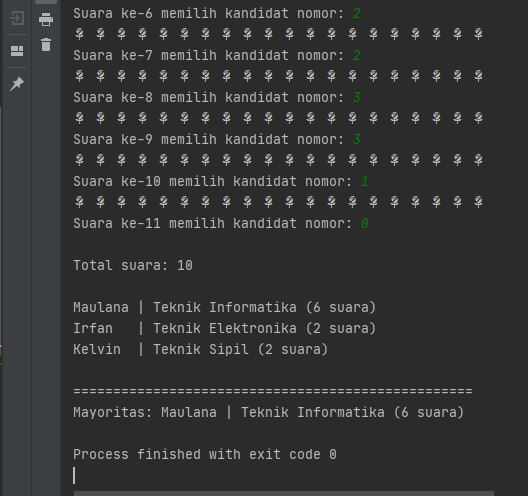 Suara ke-6 memilih kandidat nomor: 2
Suara ke-7 memilih kandidat nomor: 2
Suara ke-8 memilih kandidat nomor: 3
Suara ke-9 memilih kandidat nomor: 3
Suara ke-10 memilih kandidat nomor: 1
Suara ke-11 memilih kandidat nomor: 0
Total suara: 10
Maulana | Teknik Informatika (6 suara)
Irfan   | Teknik Elektronika (2 suara)
Kelvin  | Teknik Sipil (2 suara)
==================================================
Mayoritas: Maulana | Teknik Informatika (6 suara)
Process finished with exit code 0